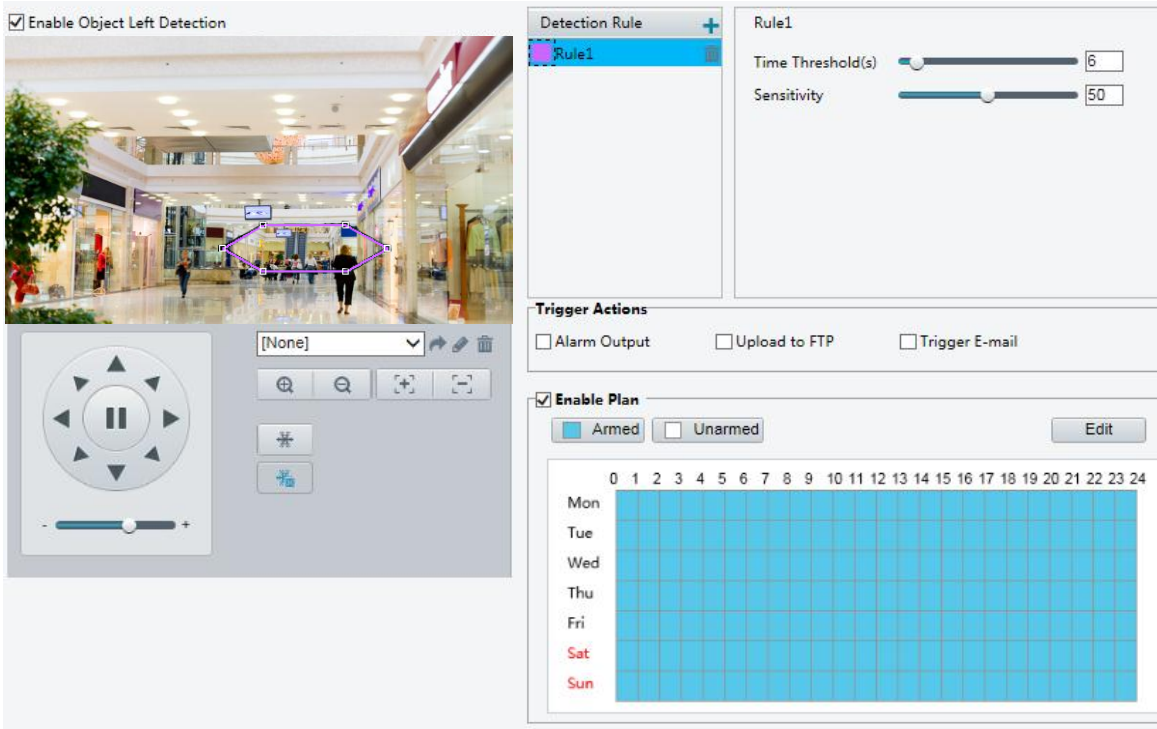 Enable Object Left Detection
[None]
- +
Detection Rule +
Rule1
Rule1
Time Threshold(s) 6
Sensitivity 50
Trigger Actions
Alarm Output Upload to FTP Trigger E-mail
Enable Plan
Armed Unarmed Edit
0 1 2 3 4 5 6 7 8 9 10 11 12 13 14 15 16 17 18 19 20 21 22 23 24
Mon
Tue
Wed
Thu
Fri
Sat
Sun